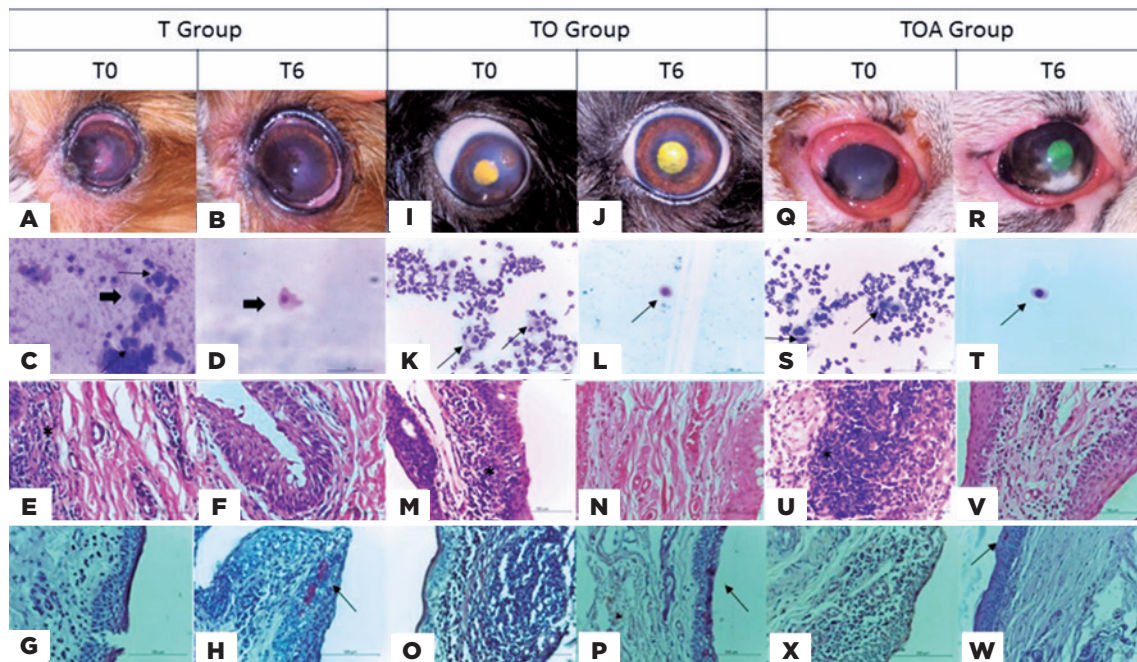 T Group TO Group TOA Group
T0 T6 T0 T6 T0 T6
A B I J Q R
C D K L S T
E F M N U V
G H O P X W